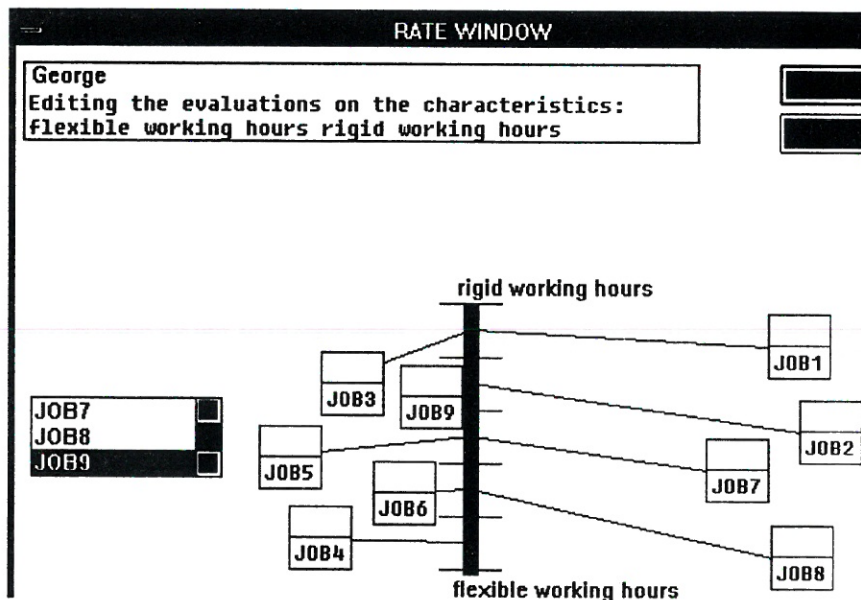 RATE WINDOW
George
Editing the evaluations on the characteristics:
flexible working hours rigid working hours
rigid working hours
JOB1
JOB3
JOB9
JOB7
JOB8
JOB9
JOB2
JOB5
JOB7
JOB6
JOB4
JOB8
flexible working hours